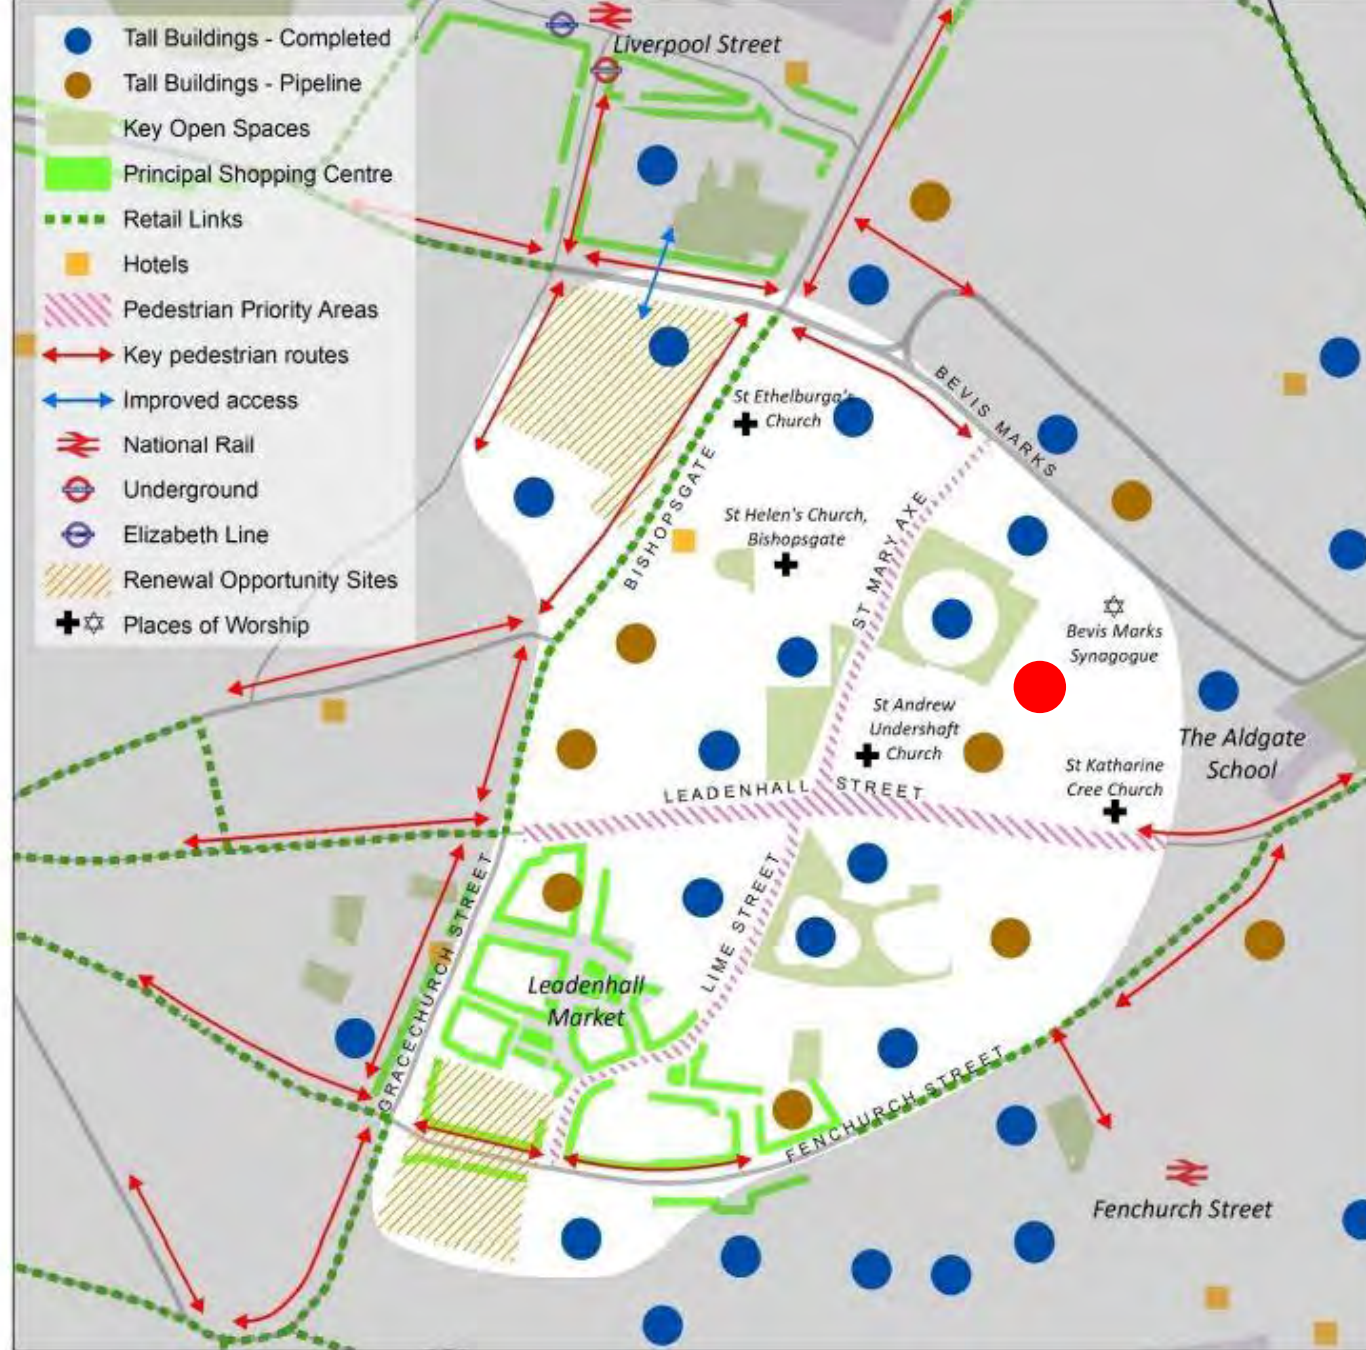 Tall Buildings - Completed
Tall Buildings - Pipeline
Key Open Spaces
Principal Shopping Centre
Retail Links
Hotels
Pedestrian Priority Areas
Key pedestrian routes
Improved access
National Rail
Underground
Elizabeth Line
Renewal Opportunity Sites
Places of Worship
Liverpool Street
BEVIS MARKS
St Ethelburga's
Church
BISHOPSGATE
St Helen's Church,
Bishopsgate
ST MARY AXE
Bevis Marks
Synagogue
St Andrew
Undershaft
Church
The Aldgate
School
St Katharine
Cree Church
LEADENHALL STREET
GRACECHURCH STREET
LIME STREET
Leadenhall
Market
FENCHURCH STREET
Fenchurch Street